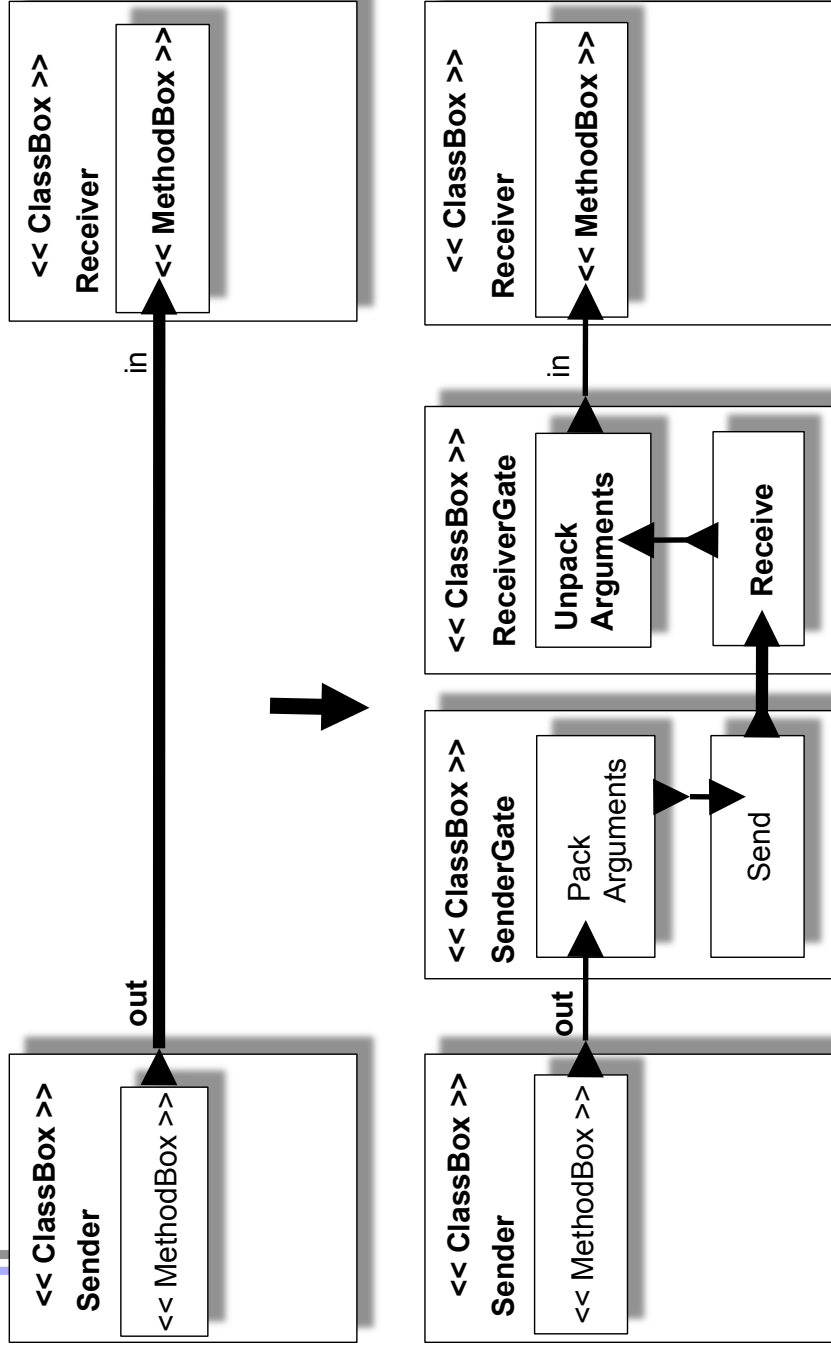 << ClassBox >>
Sender
<< MethodBox >>
out
in
<< ClassBox >>
Receiver
<< MethodBox >>
<< ClassBox >>
Sender
<< MethodBox >>
out
<< ClassBox >>
SenderGate
Pack
Arguments
Send
<< ClassBox >>
ReceiverGate
Unpack
Arguments
Receive
in
<< ClassBox >>
Receiver
<< MethodBox >>